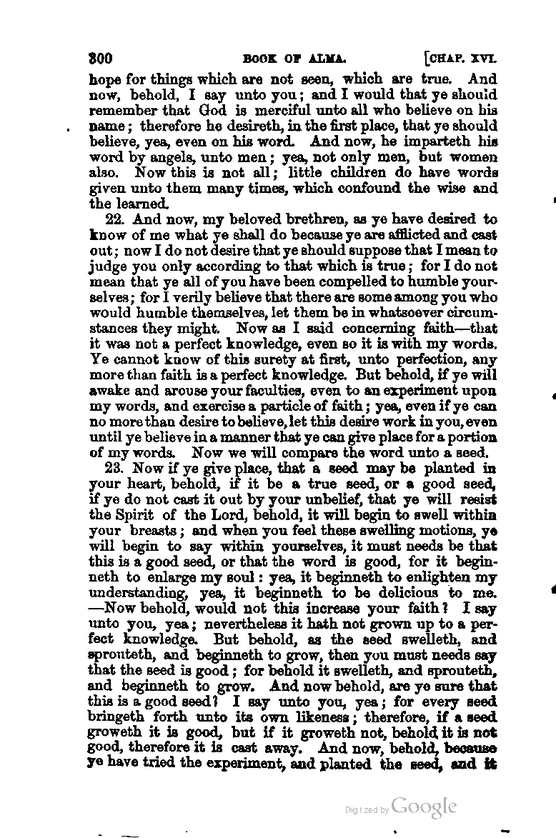 300 BOOK OF ALMA. [CHAP. XVI.
hope for things which are not seen, which are true. And
now, behold, I say unto you; and I would that ye should
remember that God is merciful unto all who believe on his
name; therefore he desireth, in the first place, that ye should
believe, yea, even on his word. And now, he imparteth his
word by angels, unto men; yea, not only men, but women
also. Now this is not all; little children do have words
given unto them many times, which confound the wise and
the learned.
22. And now, my beloved brethren, as ye have desired to
know of me what ye shall do because ye are afflicted and cast
out; now I do not desire that ye should suppose that I mean to
judge you only according to that which is true; for I do not
mean that ye all of you have been compelled to humble your-
selves; for I verily believe that there are some among you who
would humble themselves, let them be in whatsoever circum-
stances they might. Now as I said concerning faith—that
it was not a perfect knowledge, even so it is with my words.
Ye cannot know of this surety at first, unto perfection, any
more than faith is a perfect knowledge. But behold, if ye will
awake and arouse your faculties, even to an experiment upon
my words, and exercise a particle of faith; yea, even if ye can
no more than desire to believe, let this desire work in you, even
until ye believe in a manner that ye can give place for a portion
of my words. Now we will compare the word unto a seed.
23. Now if ye give place, that a seed may be planted in
your heart, behold, if it be a true seed, or a good seed,
if ye do not cast it out by your unbelief, that ye will resist
the Spirit of the Lord, behold, it will begin to swell within
your breasts; and when you feel these swelling motions, ye
will begin to say within yourselves, it must needs be that
this is a good seed, or that the word is good, for it begin-
neth to enlarge my soul: yea, it beginneth to enlighten my
understanding, yea, it beginneth to be delicious to me.
—Now behold, would not this increase your faith? I say
unto you, yea; nevertheless it hath not grown up to a per-
fect knowledge. But behold, as the seed swelleth, and
sprouteth, and beginneth to grow, then you must needs say
that the seed is good; for behold it swelleth, and sprouteth,
and beginneth to grow. And now behold, are ye sure that
this is a good seed? I say unto you, yea; for every seed
bringeth forth unto its own likeness; therefore, if a seed
groweth it is good, but if it groweth not, behold it is not
good, therefore it is cast away. And now, behold, because
ye have tried the experiment, and planted the seed, and it
Digitized by Google